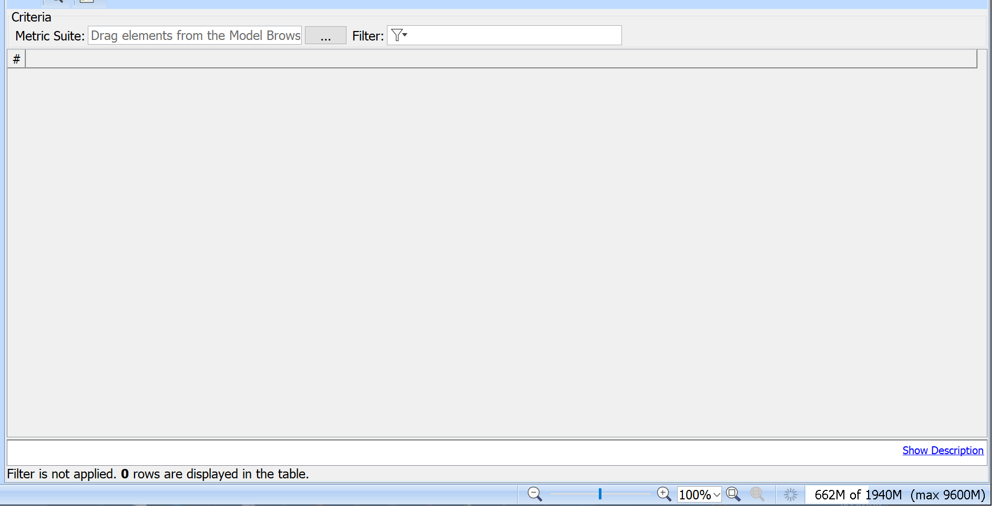 Criteria
Metric Suite: Drag elements from the Model Brows ... Filter:
#
Show Description
Filter is not applied. 0 rows are displayed in the table.
100% 662M of 1940M (max 9600M)